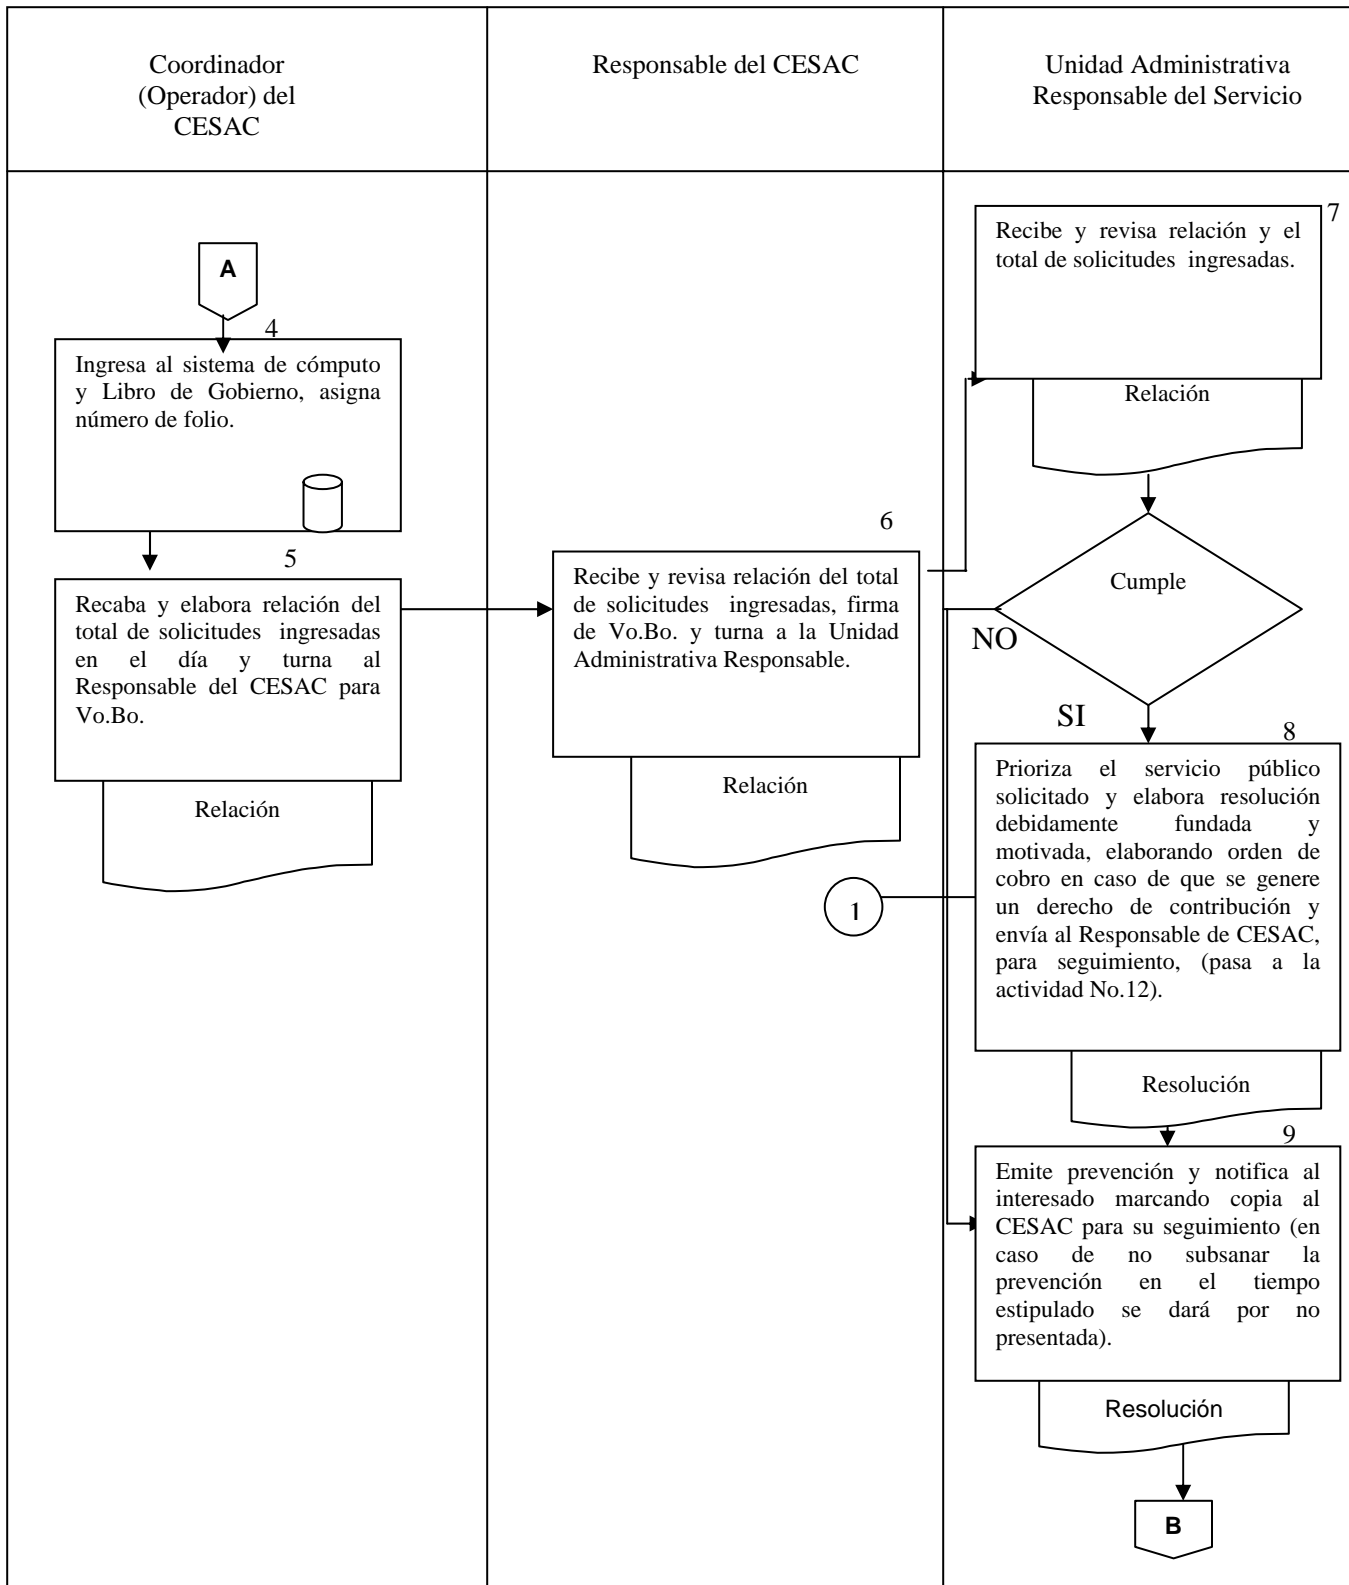 Coordinador
(Operador) del
CESAC
Responsable del CESAC
Unidad Administrativa
Responsable del Servicio
A
4
Ingresa al sistema de cómputo
y Libro de Gobierno, asigna
número de folio.
5
Recaba y elabora relación del
total de solicitudes ingresadas
en el día y turna al
Responsable del CESAC para
Vo.Bo.
Relación
6
Recibe y revisa relación del total
de solicitudes ingresadas, firma
de Vo.Bo. y turna a la Unidad
Administrativa Responsable.
Relación
7
Recibe y revisa relación y el
total de solicitudes ingresadas.
Relación
Cumple
NO
SI
8
Prioriza el servicio público
solicitado y elabora resolución
debidamente fundada y
motivada, elaborando orden de
cobro en caso de que se genere
un derecho de contribución y
envía al Responsable de CESAC,
para seguimiento, (pasa a la
actividad No.12).
1
Resolución
9
Emite prevención y notifica al
interesado marcando copia al
CESAC para su seguimiento (en
caso de no subsanar la
prevención en el tiempo
estipulado se dará por no
presentada).
Resolución
B